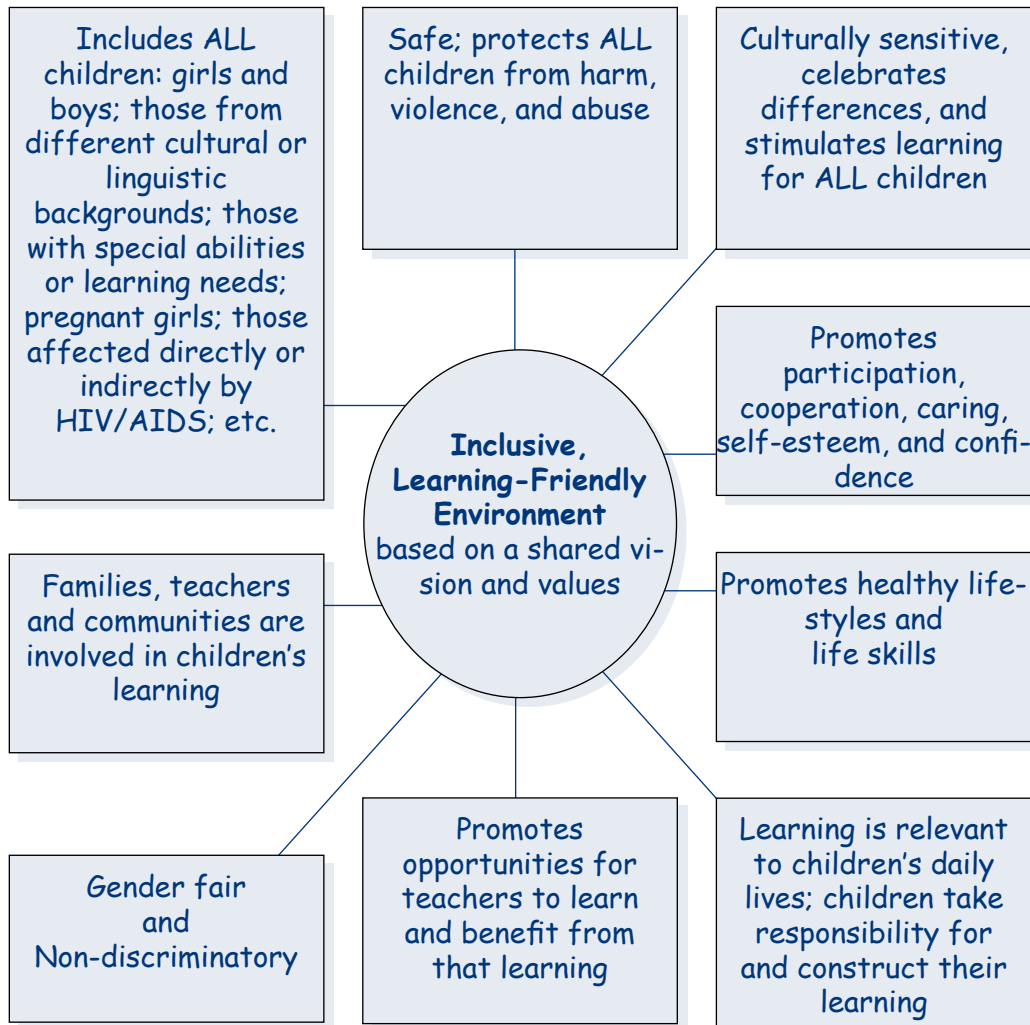 Includes ALL
children: girls and
boys; those from
different cultural or
linguistic
backgrounds; those
with special abilities
or learning needs;
pregnant girls; those
affected directly or
indirectly by
HIV/AIDS; etc.
Safe; protects ALL
children from harm,
violence, and abuse
Culturally sensitive,
celebrates
differences, and
stimulates learning
for ALL children
Promotes
participation,
cooperation, caring,
self-esteem, and confi-
dence
Inclusive,
Learning-Friendly
Environment
based on a shared vi-
sion and values
Families, teachers
and communities are
involved in children's
learning
Promotes healthy life-
styles and
life skills
Gender fair
and
Non-discriminatory
Promotes
opportunities for
teachers to learn
and benefit from
that learning
Learning is relevant
to children's daily
lives; children take
responsibility for
and construct their
learning